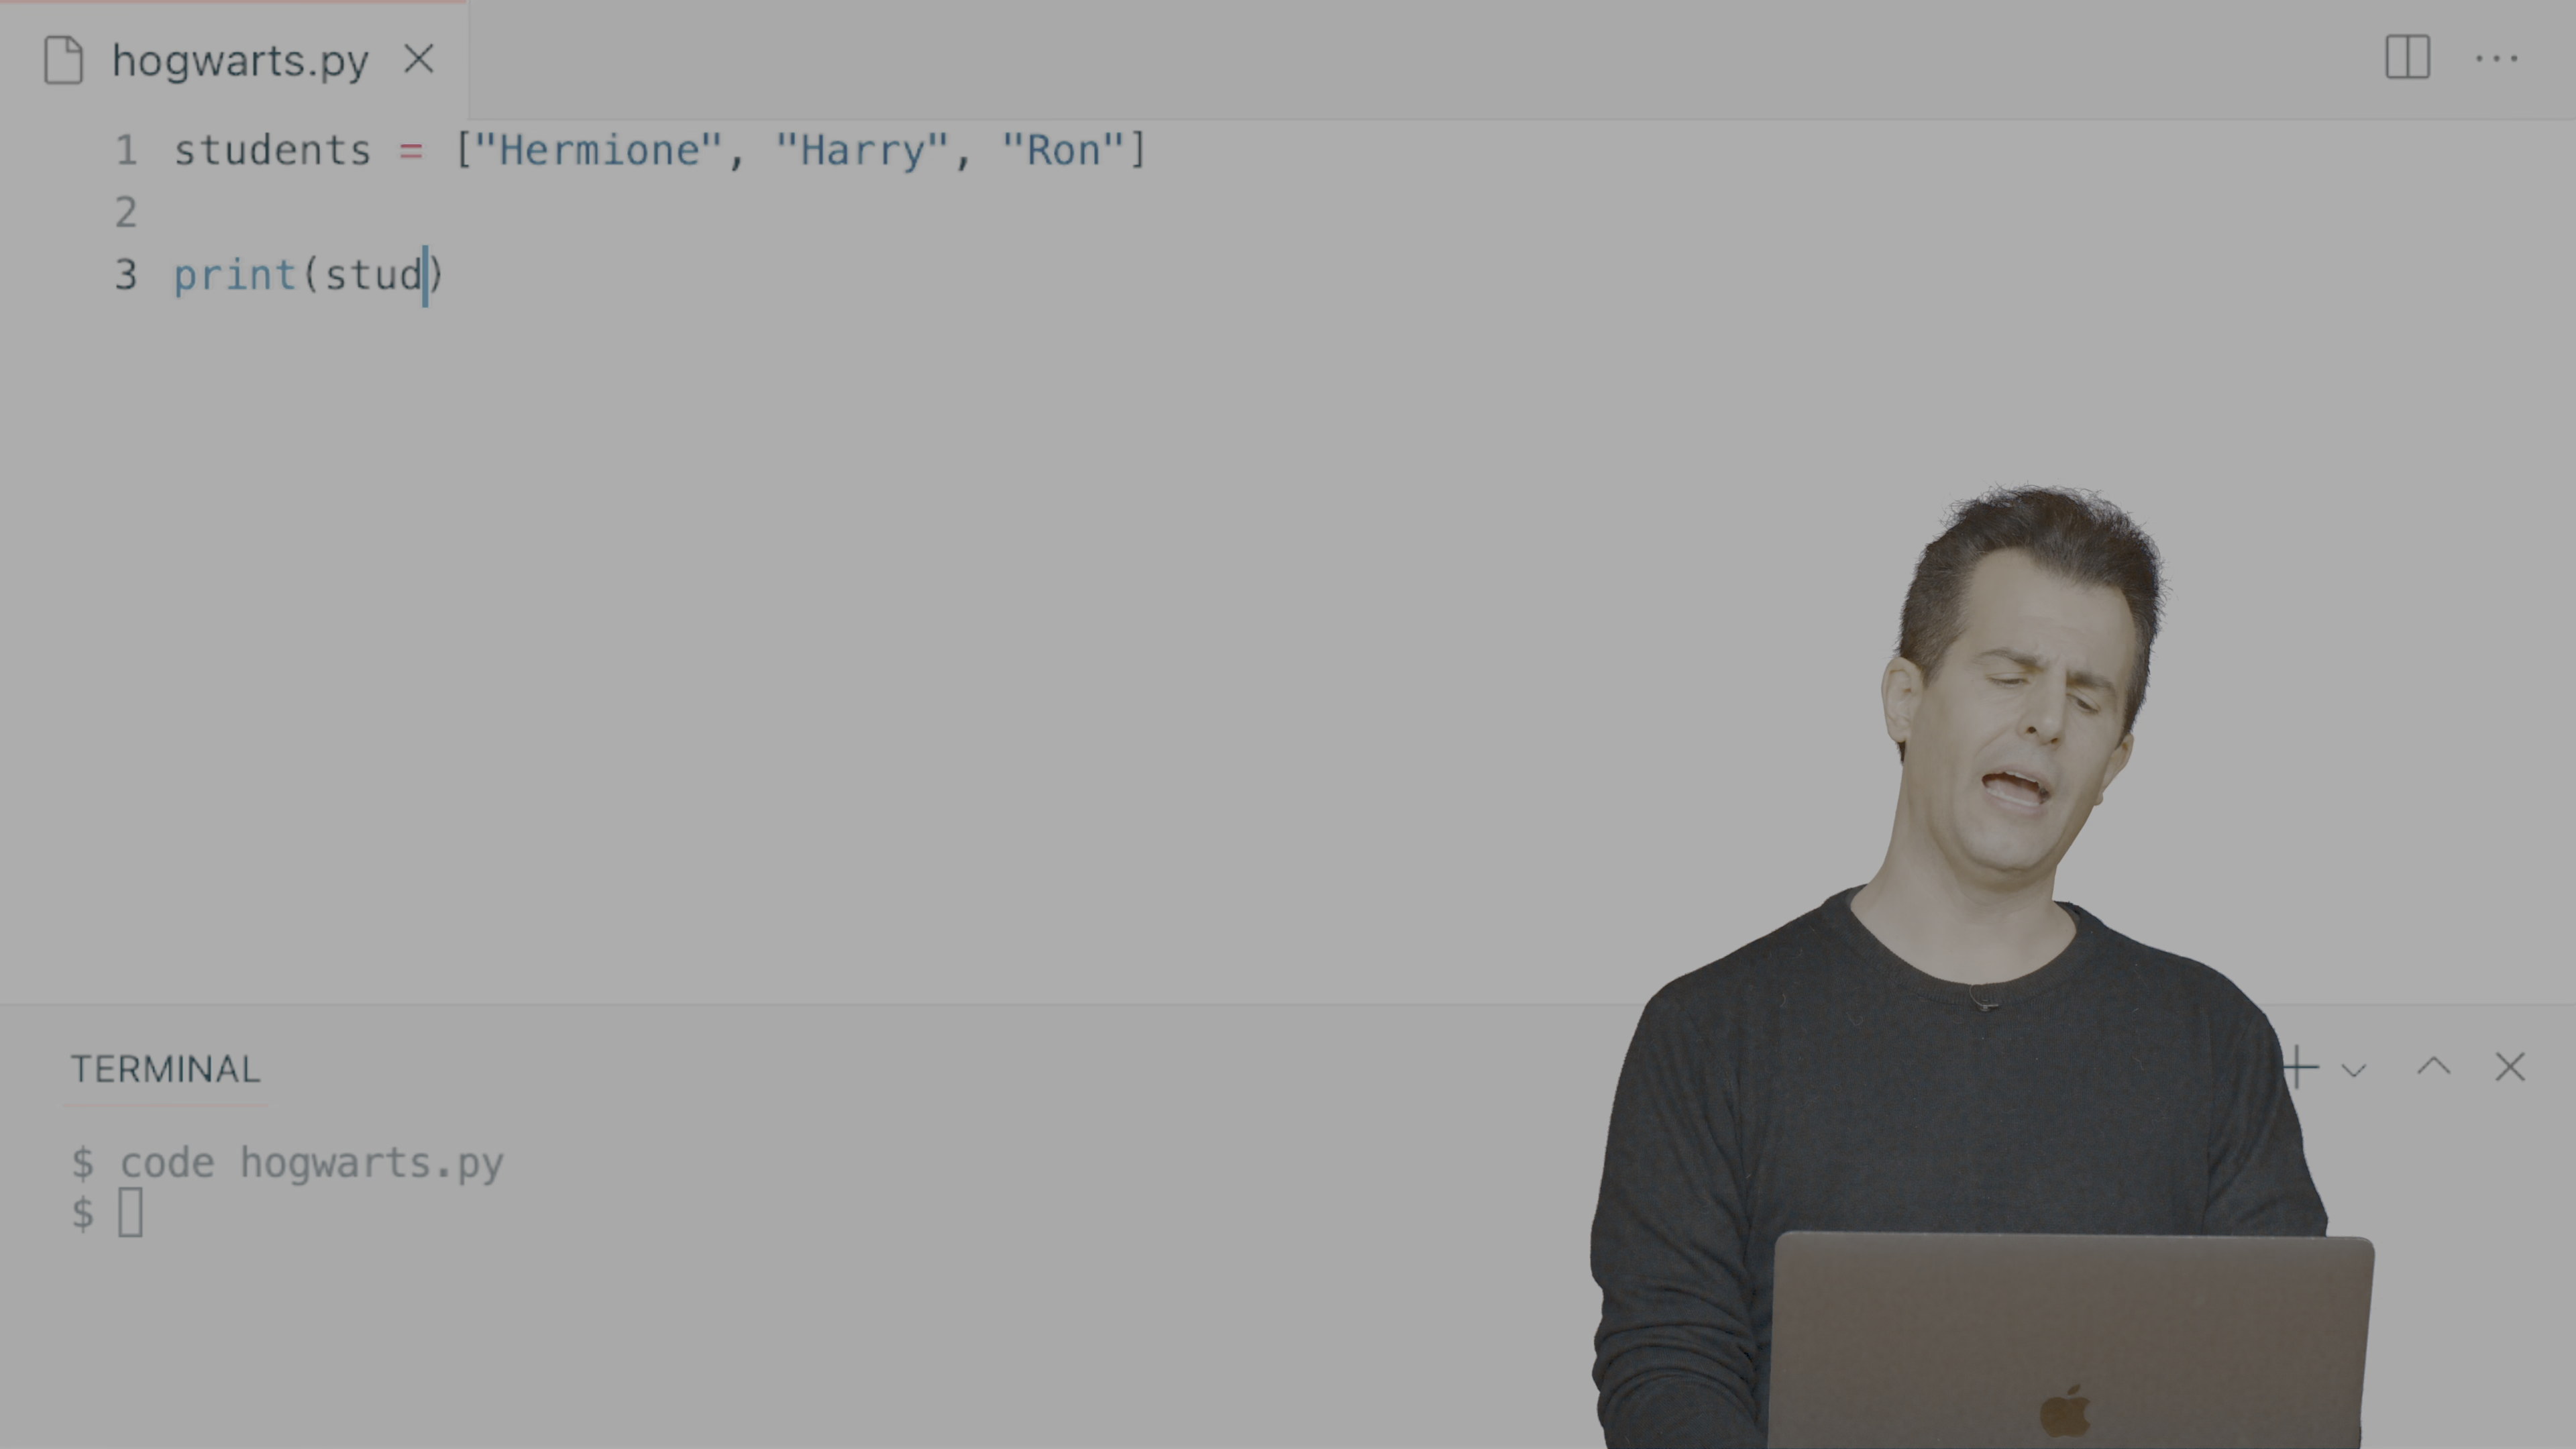 hogwarts.py
1 students = ["Hermione", "Harry", "Ron"]
2
3 print(stud)
TERMINAL
$ code hogwarts.py
$